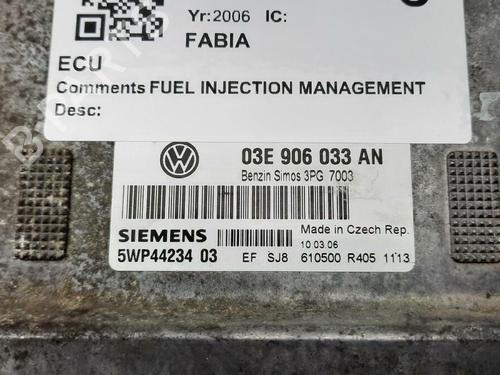 Yr:2006 IC:
FABIA
ECU
Comments FUEL INJECTION MANAGEMENT
Desc:
03E 906 033 AN
Benzin Simos 3PG 7003
SIEMENS
Made in Czech Rep.
10.03.06
5WP44234 03 EF SJ8 610500 R405 1113